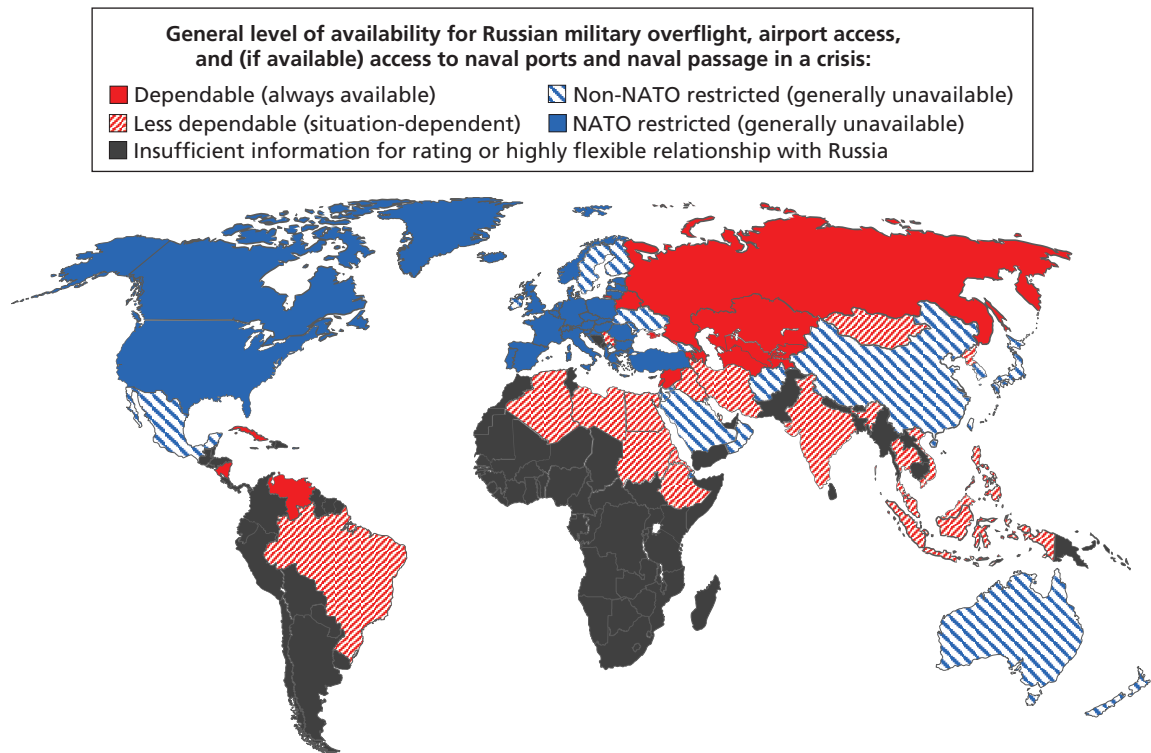 General level of availability for Russian military overflight, airport access,
and (if available) access to naval ports and naval passage in a crisis:
Dependable (always available)
Non-NATO restricted (generally unavailable)
Less dependable (situation-dependent)
NATO restricted (generally unavailable)
Insufficient information for rating or highly flexible relationship with Russia